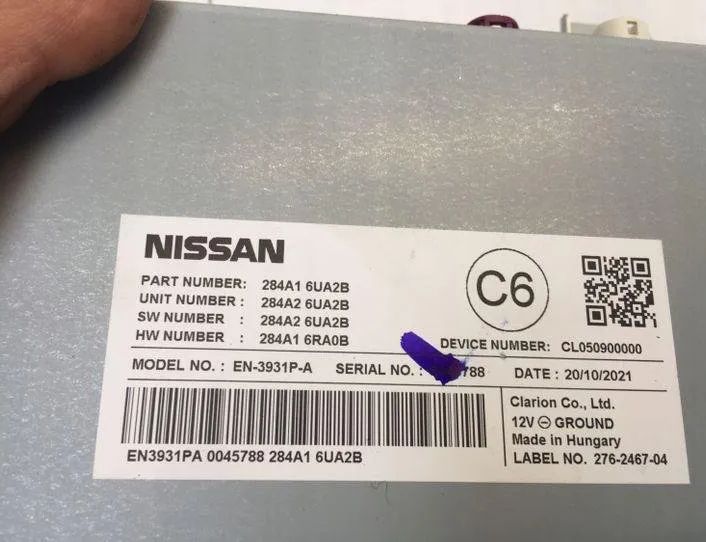 NISSAN
PART NUMBER: 284A1 6UA2B
UNIT NUMBER : 284A2 6UA2B
SW NUMBER : 284A2 6UA2B
HW NUMBER : 284A1 6RA0B
C6
DEVICE NUMBER: CL050900000
MODEL NO. : EN-3931P-A SERIAL NO. : 788 DATE : 20/10/2021
EN3931PA 0045788 284A1 6UA2B
Clarion Co., Ltd.
12V ⊖ GROUND
Made in Hungary
LABEL NO. 276-2467-04